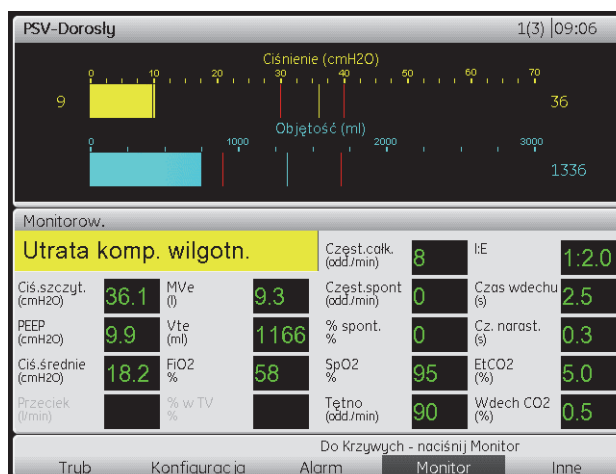 PSV-Dorosły 1(3) |09:06
Ciśnienie (cmH2O)
0 10 20 30 40 50 60 70
9 36
Objętość (ml)
0 1000 2000 3000
1336
Monitorow.
Utrata komp. wilgotn.
Częst.całk. (odd./min) 8 I:E 1:2.0
Ciś.szczyt. (cmH2O) 36.1 MVe (l) 9.3 Częst.spont (odd./min) 0 Czas wdechu (s) 2.5
PEEP (cmH2O) 9.9 Vte (ml) 1166 % spont. % 0 Cz. narast. (s) 0.3
Ciś.średnie (cmH2O) 18.2 FiO2 % 58 SpO2 % 95 EtCO2 (%) 5.0
Przeciek (l/min) % w TV % Tętno (odd./min) 90 Wdech CO2 (%) 0.5
Do Krzywych - naciśnij Monitor
Tryb Konfiguracja Alarm Monitor Inne